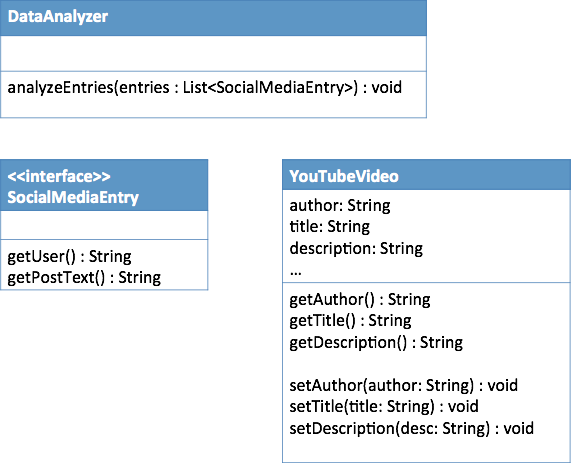 DataAnalyzer
analyzeEntries(entries : List<SocialMediaEntry>) : void
<<interface>>
SocialMediaEntry
getUser() : String
getPostText() : String
YouTubeVideo
author: String
title: String
description: String
...
getAuthor() : String
getTitle() : String
getDescription() : String
setAuthor(author: String) : void
setTitle(title: String) : void
setDescription(desc: String) : void